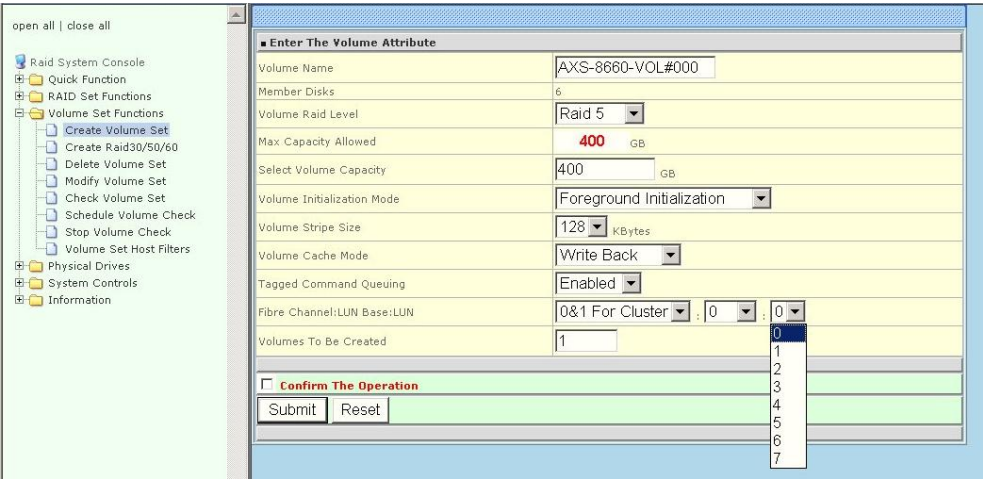 open all | close all
Raid System Console
Quick Function
RAID Set Functions
Volume Set Functions
Create Volume Set
Create Raid30/50/60
Delete Volume Set
Modify Volume Set
Check Volume Set
Schedule Volume Check
Stop Volume Check
Volume Set Host Filters
Physical Drives
System Controls
Information
Enter The Volume Attribute
Volume Name AXS-8660-VOL#000
Member Disks 6
Volume Raid Level Raid 5
Max Capacity Allowed 400 GB
Select Volume Capacity 400 GB
Volume Initialization Mode Foreground Initialization
Volume Stripe Size 128 KBytes
Volume Cache Mode Write Back
Tagged Command Queuing Enabled
Fibre Channel:LUN Base:LUN 0&1 For Cluster : 0 : 0
Volumes To Be Created 1
0
1
2
3
4
5
6
7
Confirm The Operation
Submit Reset